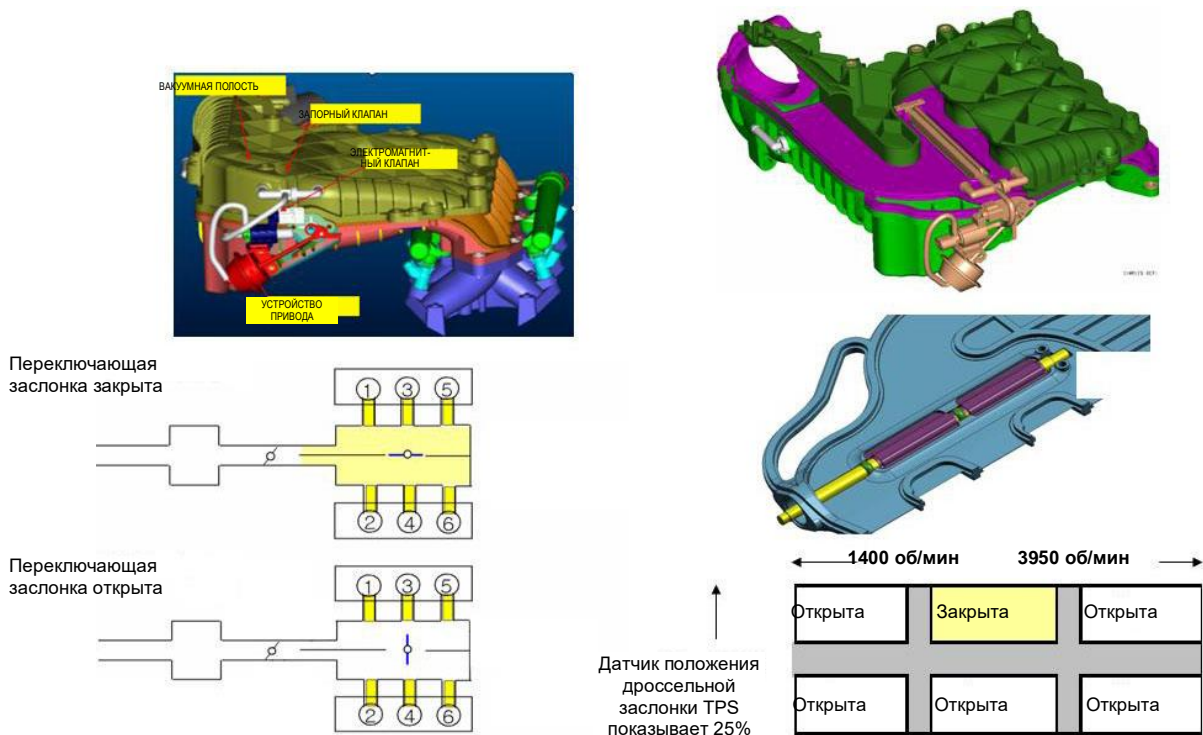 ВАКУУМНАЯ ПОЛОСТЬ
ЗАПОРНЫЙ КЛАПАН
ЭЛЕКТРОМАГНИТ-
НЫЙ КЛАПАН
УСТРОЙСТВО
ПРИВОДА
Переключающая
заслонка закрыта
1 3 5
2 4 6
Переключающая
заслонка открыта
1 3 5
2 4 6
1400 об/мин 3950 об/мин
Открыта Закрыта Открыта
Датчик положения
дроссельной
заслонки TPS
показывает 25%
Открыта Открыта Открыта